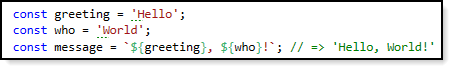 const greeting = 'Hello';
const who = 'World';
const message = `${greeting}, ${who}!`; // => 'Hello, World!'